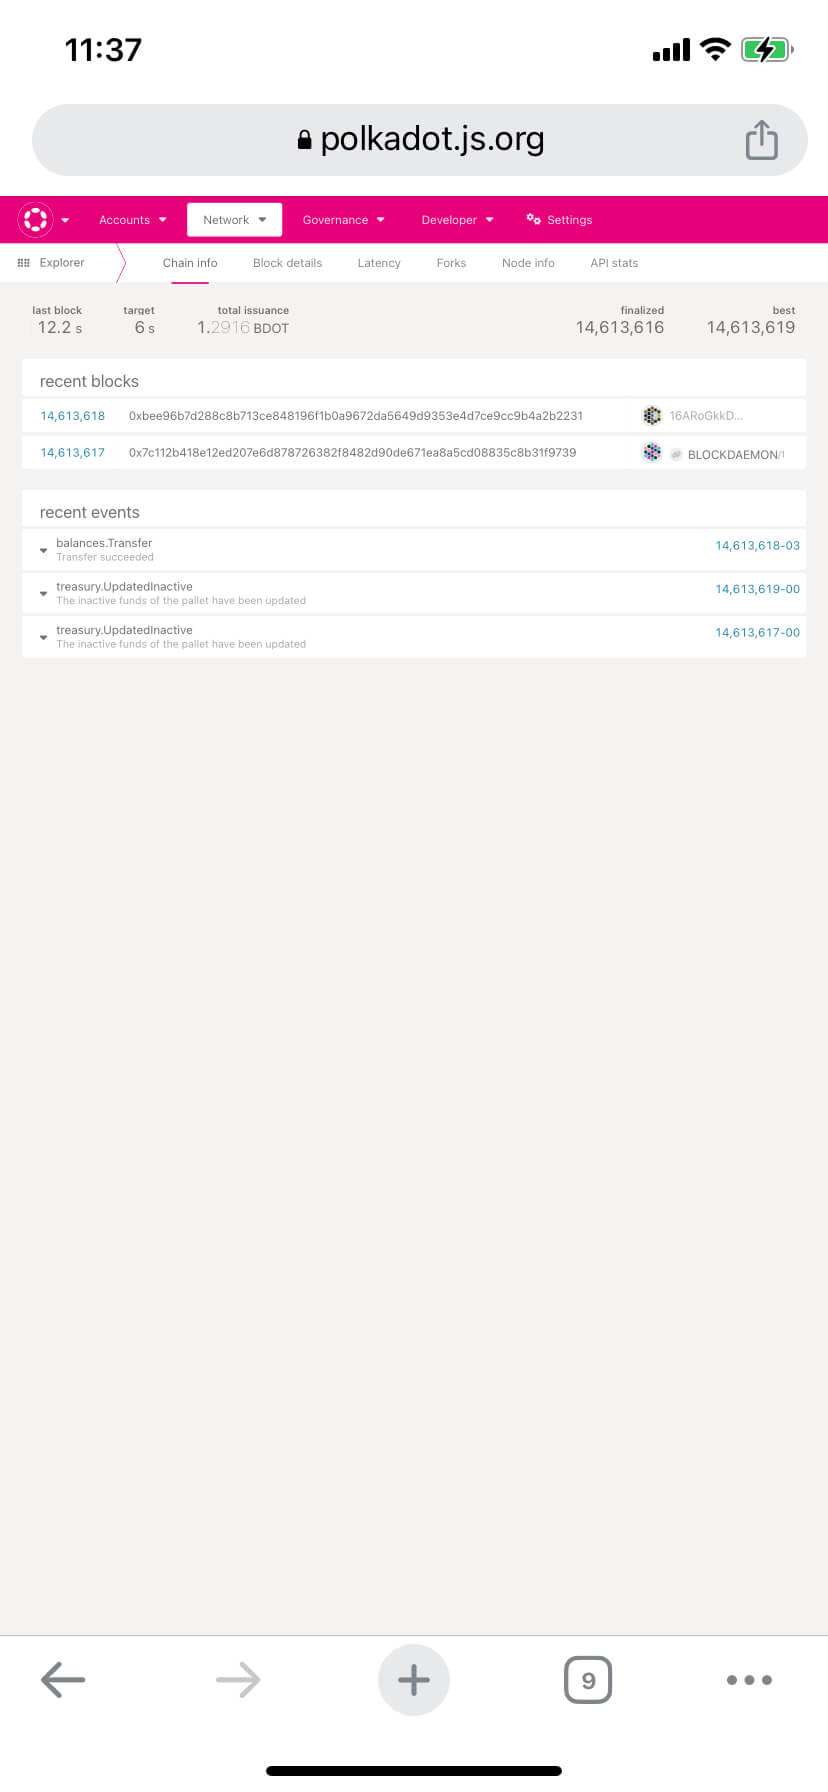 11:37
polkadot.js.org
Accounts Network Governance Developer Settings
Explorer Chain info Block details Latency Forks Node info API stats
last block target total issuance finalized best
12.2 s 6 s 1.2916 BDOT 14,613,616 14,613,619
recent blocks
14,613,618 0xbee96b7d288c8b713ce848196f1b0a9672da5649d9353e4d7ce9cc9b4a2b2231 16ARoGkkD...
14,613,617 0x7c112b418e12ed207e6d878726382f8482d90de671ea8a5cd08835c8b31f9739 BLOCKDAEMON/1
recent events
balances.Transfer 14,613,618-03
Transfer succeeded
treasury.UpdatedInactive 14,613,619-00
The inactive funds of the pallet have been updated
treasury.UpdatedInactive 14,613,617-00
The inactive funds of the pallet have been updated
9